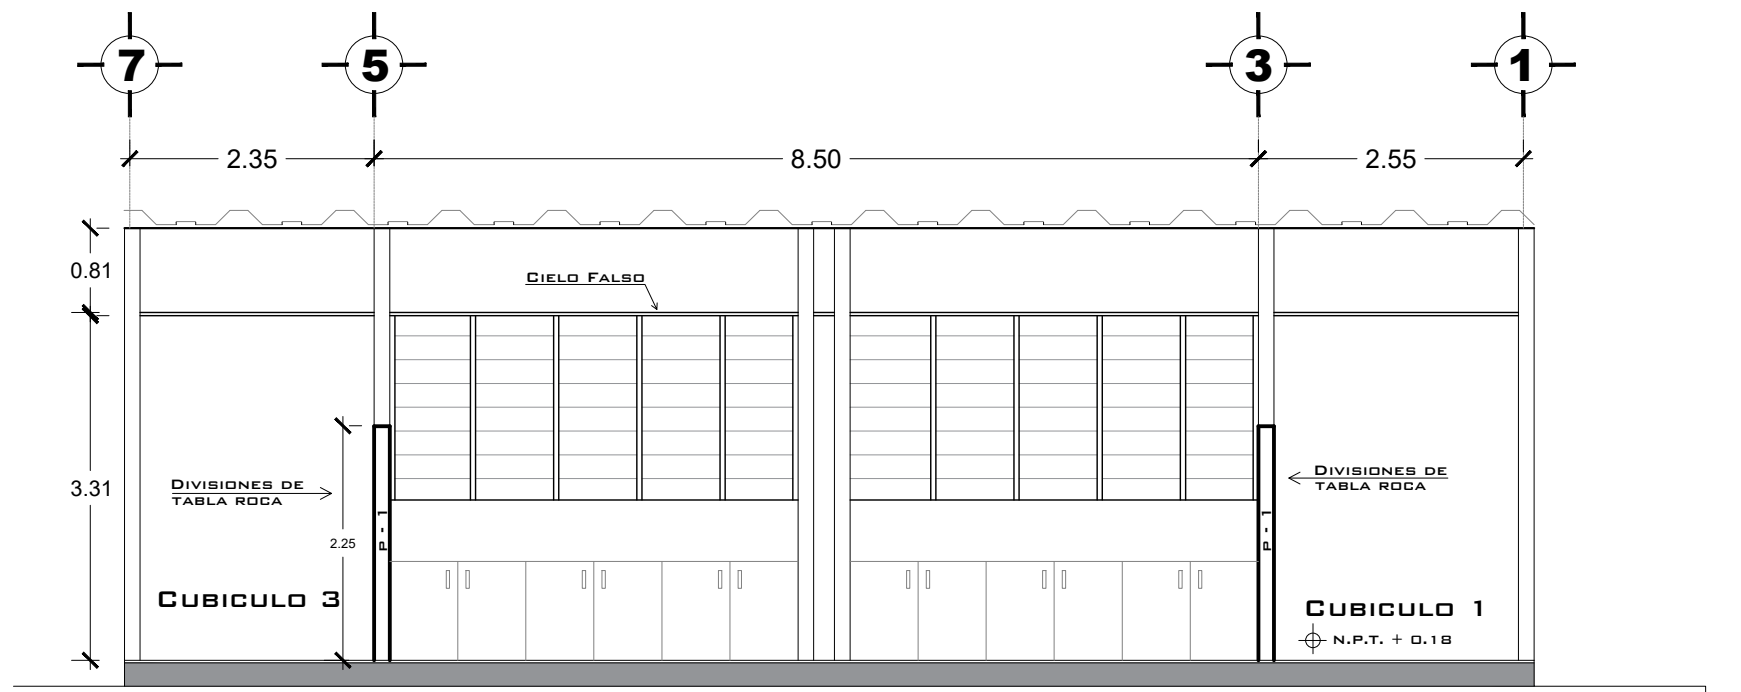 7
5
3
1
2.35
8.50
2.55
0.81
CIELO FALSO
3.31
DIVISIONES DE
TABLA ROCA
DIVISIONES DE
TABLA ROCA
2.25
P - 1
P - 1
CUBICULO 3
CUBICULO 1
N.P.T. + 0.18